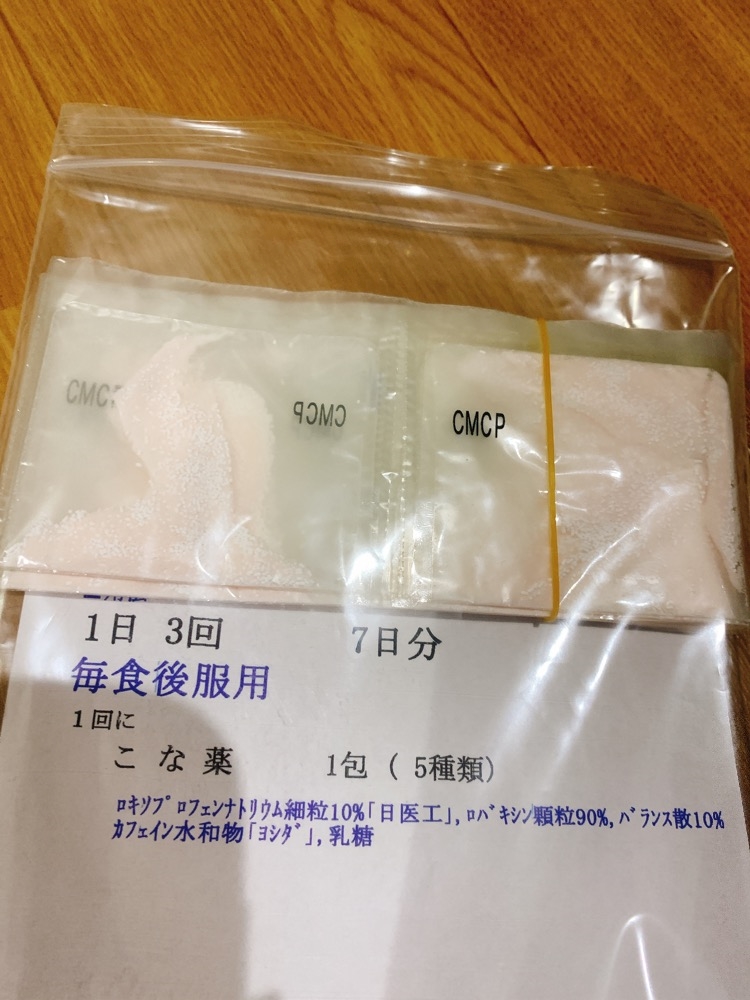 CMCP
CMCP
CMCP
1日 3回 7日分
毎食後服用
1回に
こな薬 1包 ( 5種類)
ﾛｷｿﾌﾟﾛﾌｪﾝﾅﾄﾘｳﾑ細粒10%「日医工」,ﾛﾊﾞｷｼﾝ顆粒90%,ﾊﾞﾗﾝｽ散10%
ｶﾌｪｲﾝ水和物「ﾖｼﾀﾞ」,乳糖